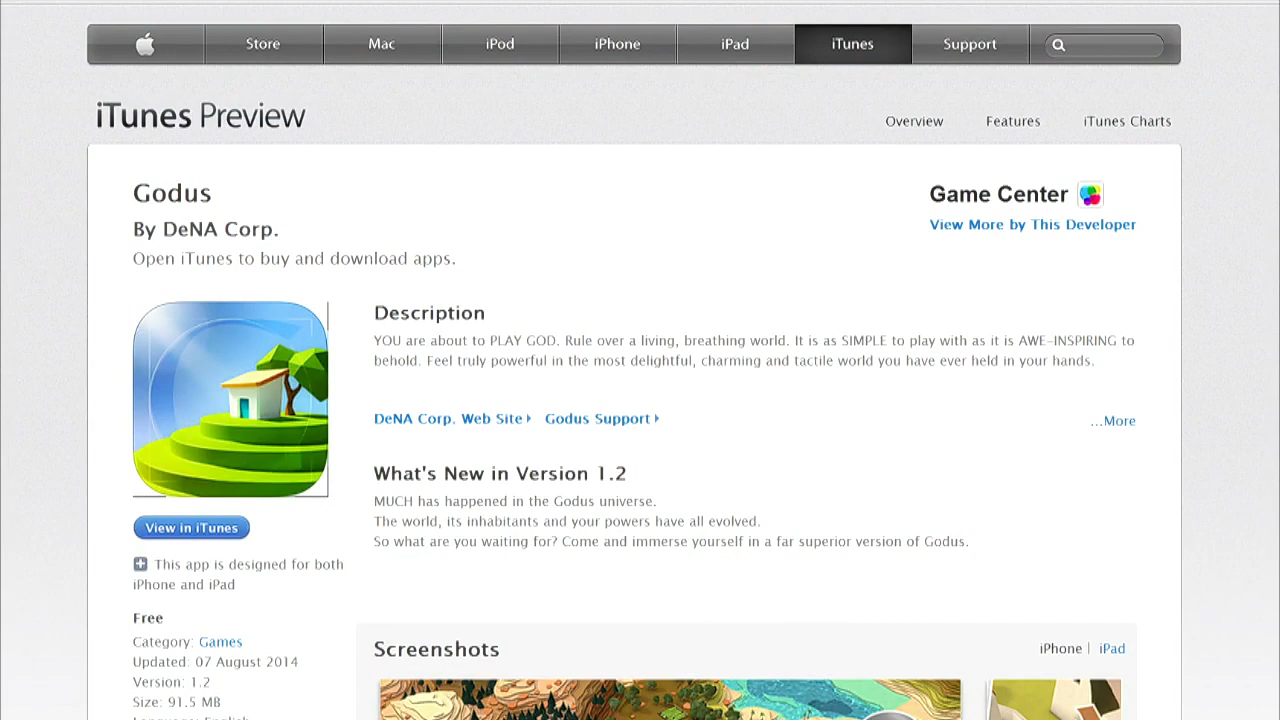 Store Mac iPod iPhone iPad iTunes Support
iTunes Preview
Overview Features iTunes Charts
Godus
By DeNA Corp.
Open iTunes to buy and download apps.
Game Center
View More by This Developer
Description
YOU are about to PLAY GOD. Rule over a living, breathing world. It is as SIMPLE to play with as it is AWE-INSPIRING to
behold. Feel truly powerful in the most delightful, charming and tactile world you have ever held in your hands.
DeNA Corp. Web Site Godus Support
...More
What's New in Version 1.2
MUCH has happened in the Godus universe.
The world, its inhabitants and your powers have all evolved.
So what are you waiting for? Come and immerse yourself in a far superior version of Godus.
View in iTunes
This app is designed for both
iPhone and iPad
Free
Category: Games
Updated: 07 August 2014
Version: 1.2
Size: 91.5 MB
Language: English
Screenshots
iPhone | iPad